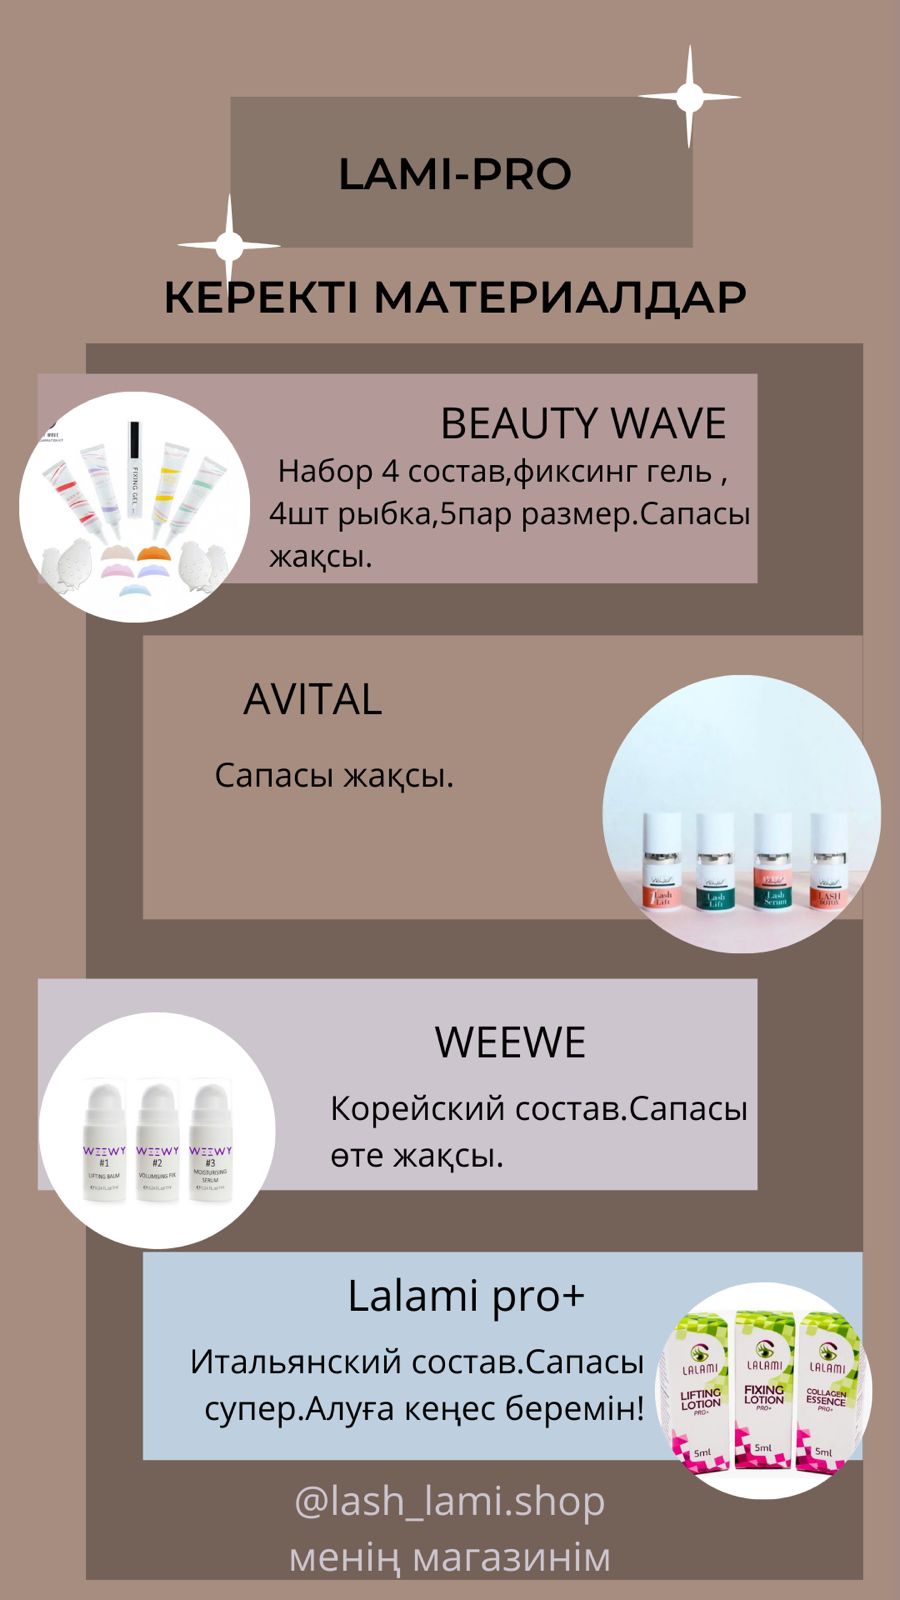 LAMI-PRO
КЕРЕКТІ МАТЕРИАЛДАР
BEAUTY WAVE
Набор 4 состав,фиксинг гель ,
4шт рыбка,5пар размер.Сапасы
жақсы.
FIXING GEL
AVITAL
Сапасы жақсы.
Lash
Lift
Lash
Lift
Lash
Serum
LASH
BOTOX
WEEWE
Корейский состав.Сапасы
өте жақсы.
WEEWY
#1
LIFTING BALM
WEEWY
#2
VOLUMISING FIX
WEEWY
#3
MOISTURISING
SERUM
Lalami pro+
Итальянский состав.Сапасы
супер.Алуға кеңес беремін!
LALAMI
LIFTING
LOTION
PRO+
5ml
LALAMI
FIXING
LOTION
PRO+
5ml
LALAMI
COLLAGEN
ESSENCE
PRO+
5ml
@lash_lami.shop
менің магазинім